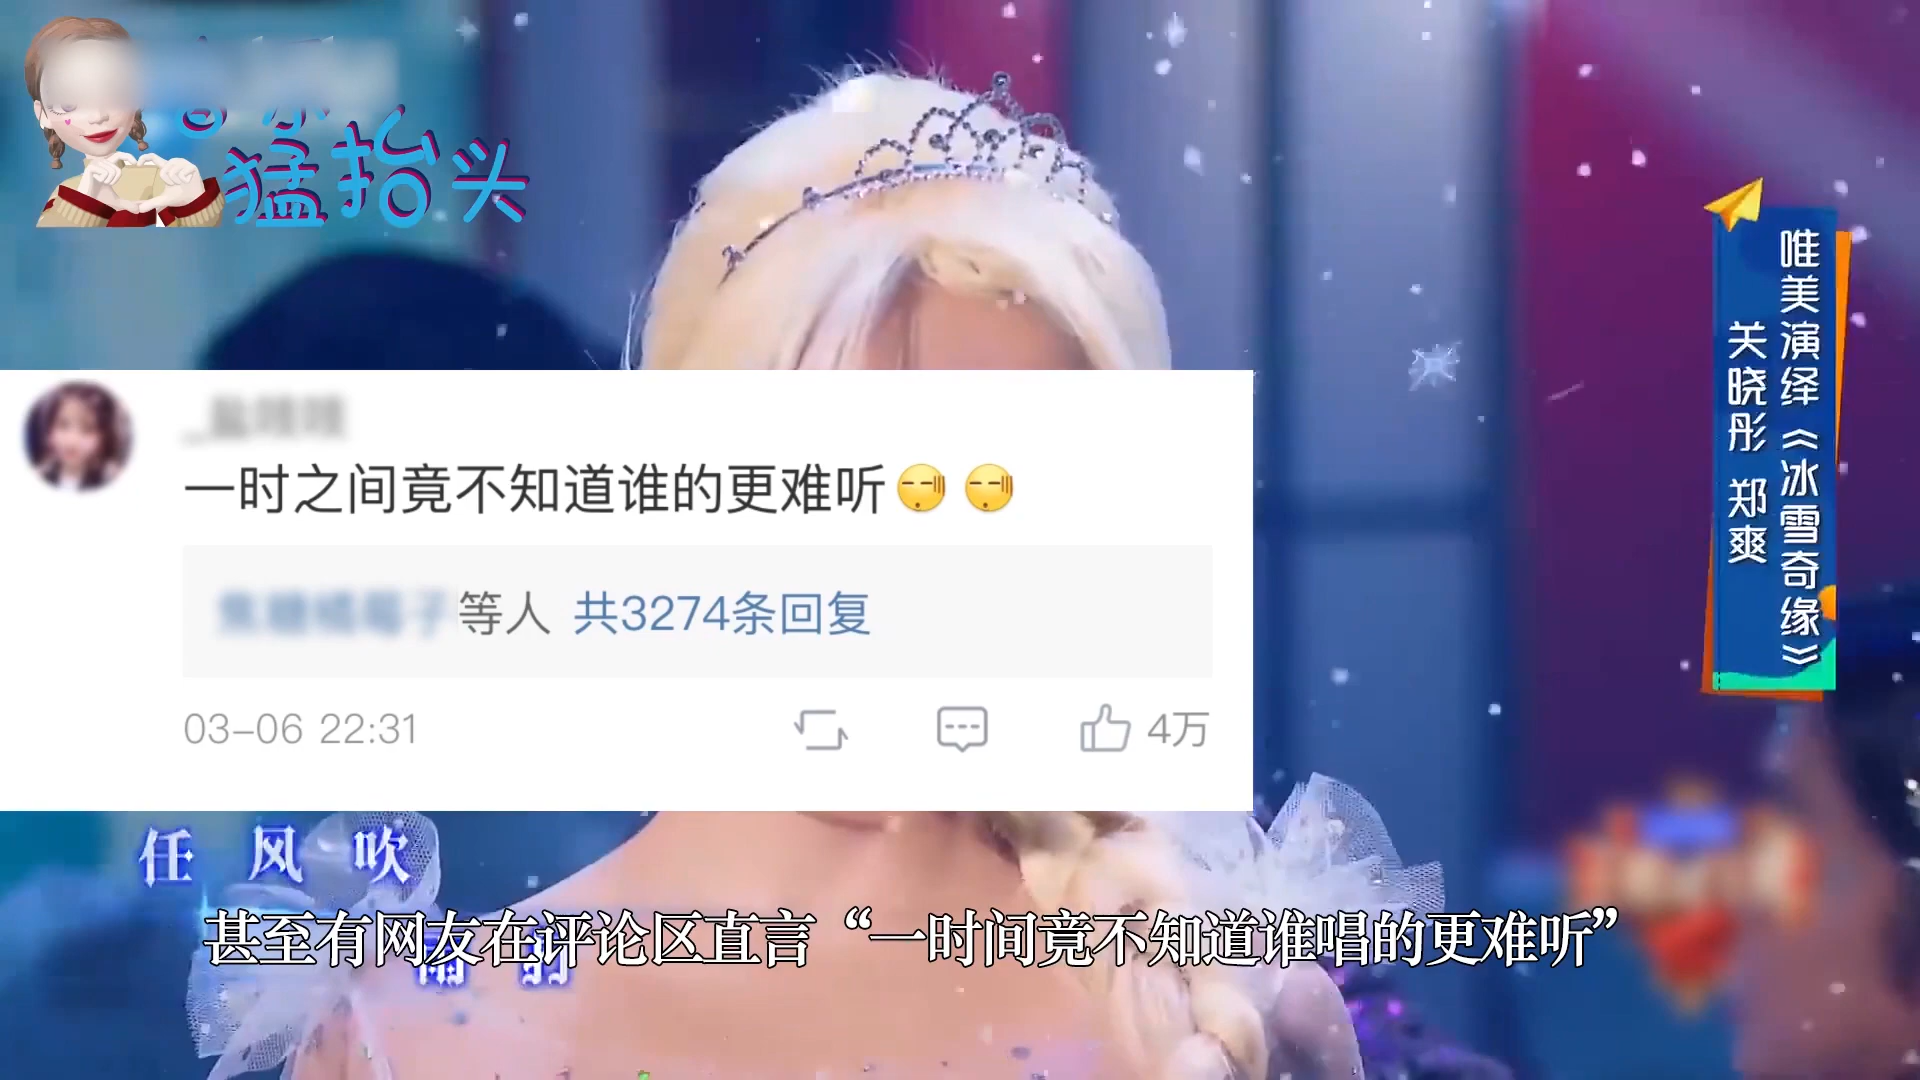 猛抬头
唯美演绎《冰雪奇缘》
关晓彤 郑爽
一时之间竟不知道谁的更难听
等人 共3274条回复
03-06 22:31
4万
任 风 吹
甚至有网友在评论区直言“一时间竟不知道谁唱的更难听”